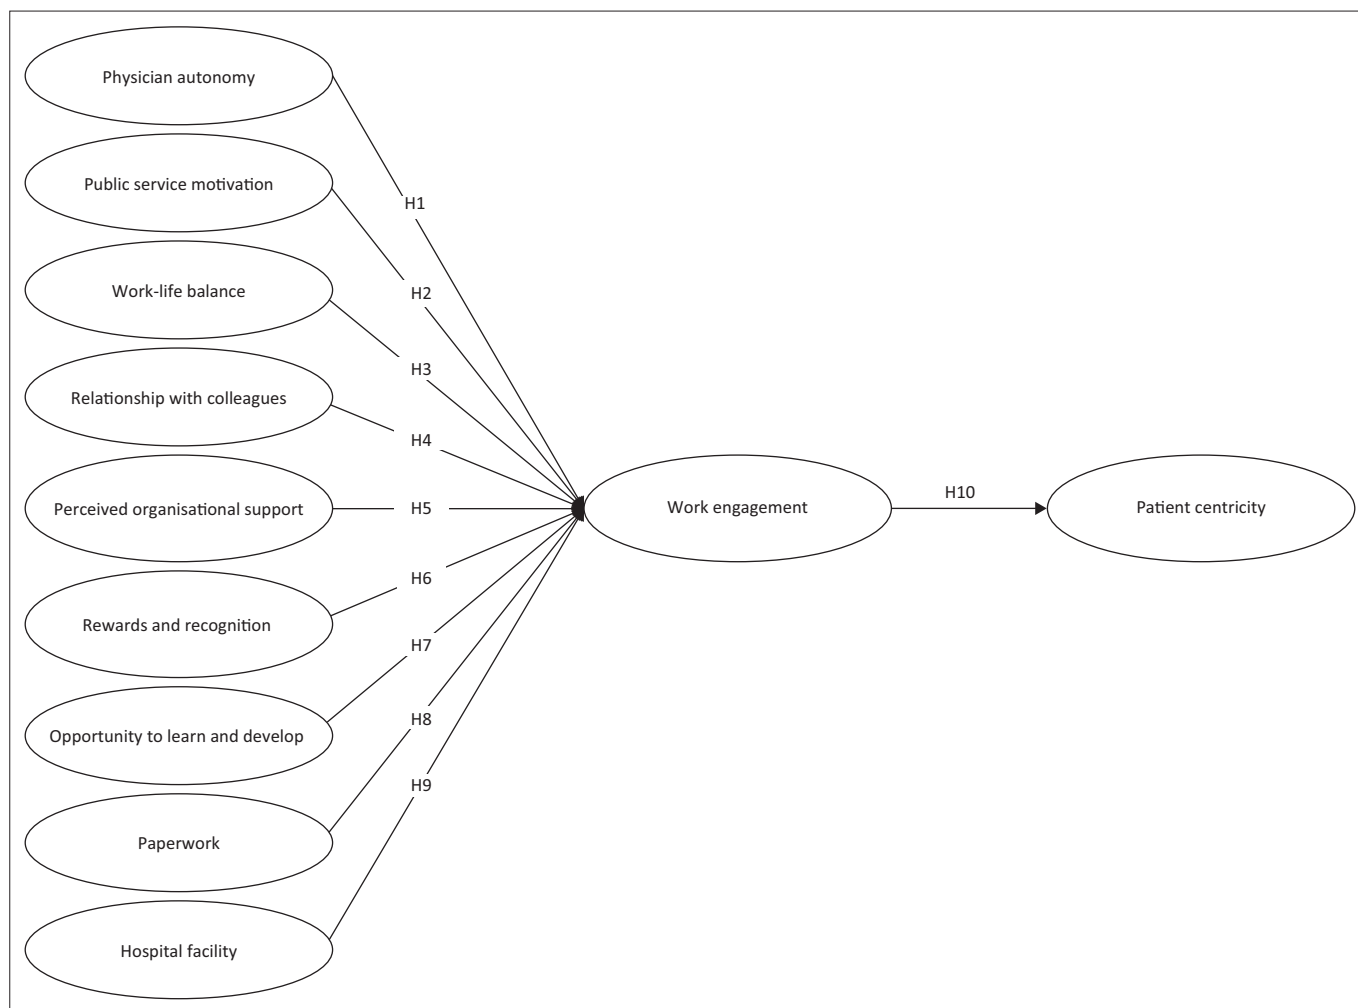 Physician autonomy
Public service motivation
Work-life balance
Relationship with colleagues
Perceived organisational support
Rewards and recognition
Opportunity to learn and develop
Paperwork
Hospital facility
H1
H2
H3
H4
H5
H6
H7
H8
H9
Work engagement
H10
Patient centricity